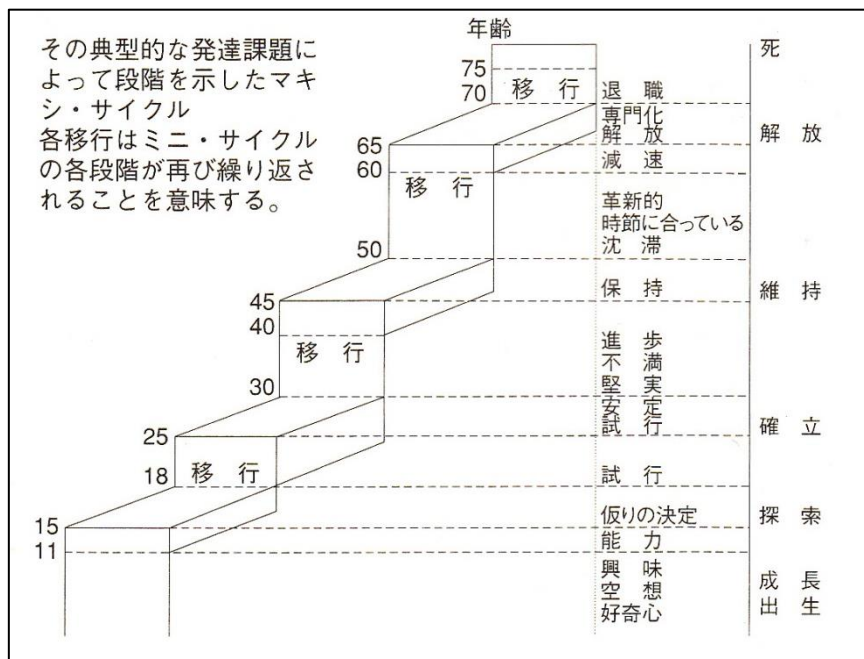 その典型的な発達課題に
よって段階を示したマキ
シ・サイクル
各移行はミニ・サイクル
の各段階が再び繰り返さ
れることを意味する。
年齢
死
75
70
移 行
退 職
専門化
解放
解 放
65
60
移 行
減 速
革新的
時節に合っている
沈 滞
50
保 持
維 持
45
40
移 行
進 歩
不 満
堅 実
30
安 定
試 行
確 立
25
18
移 行
試 行
15
仮りの決定
探 索
11
能 力
興 味
空 想
好奇心
成 長
出 生